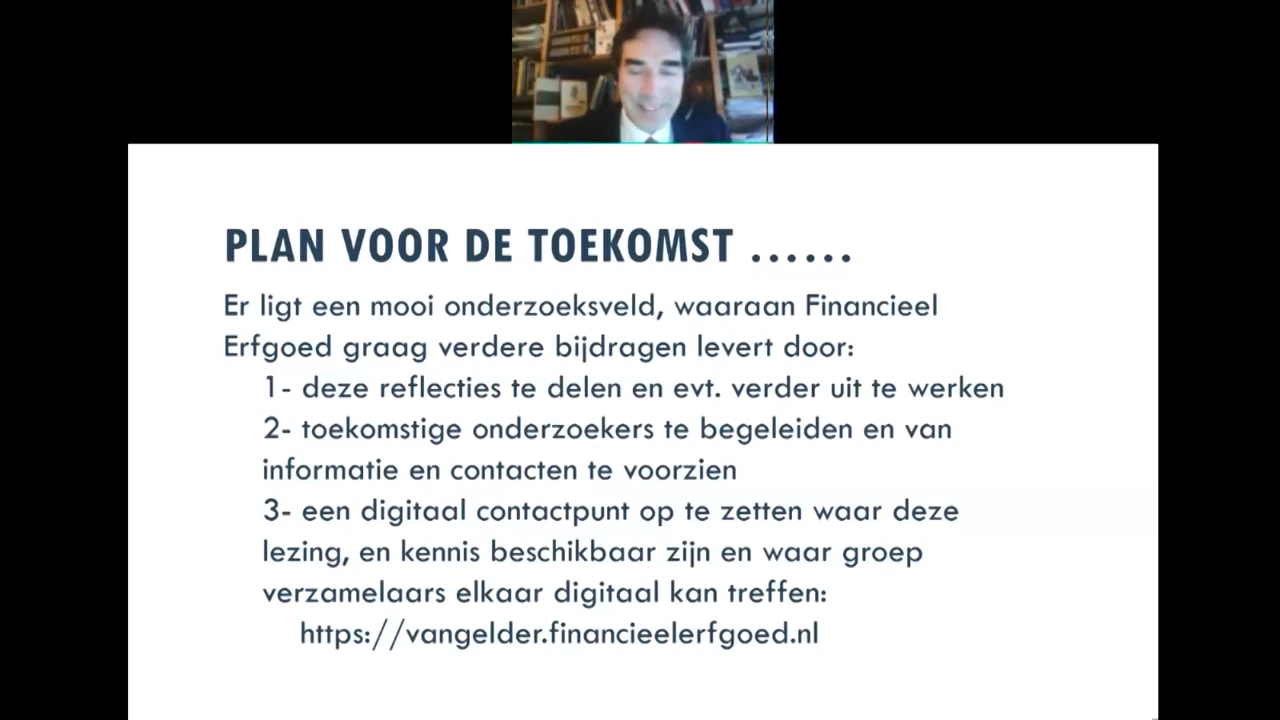 PLAN VOOR DE TOEKOMST ......
Er ligt een mooi onderzoeksveld, waaraan Financieel
Erfgoed graag verdere bijdragen levert door:
1- deze reflecties te delen en evt. verder uit te werken
2- toekomstige onderzoekers te begeleiden en van
informatie en contacten te voorzien
3- een digitaal contactpunt op te zetten waar deze
lezing, en kennis beschikbaar zijn en waar groep
verzamelaars elkaar digitaal kan treffen:
https://vangelder.financieelerfgoed.nl